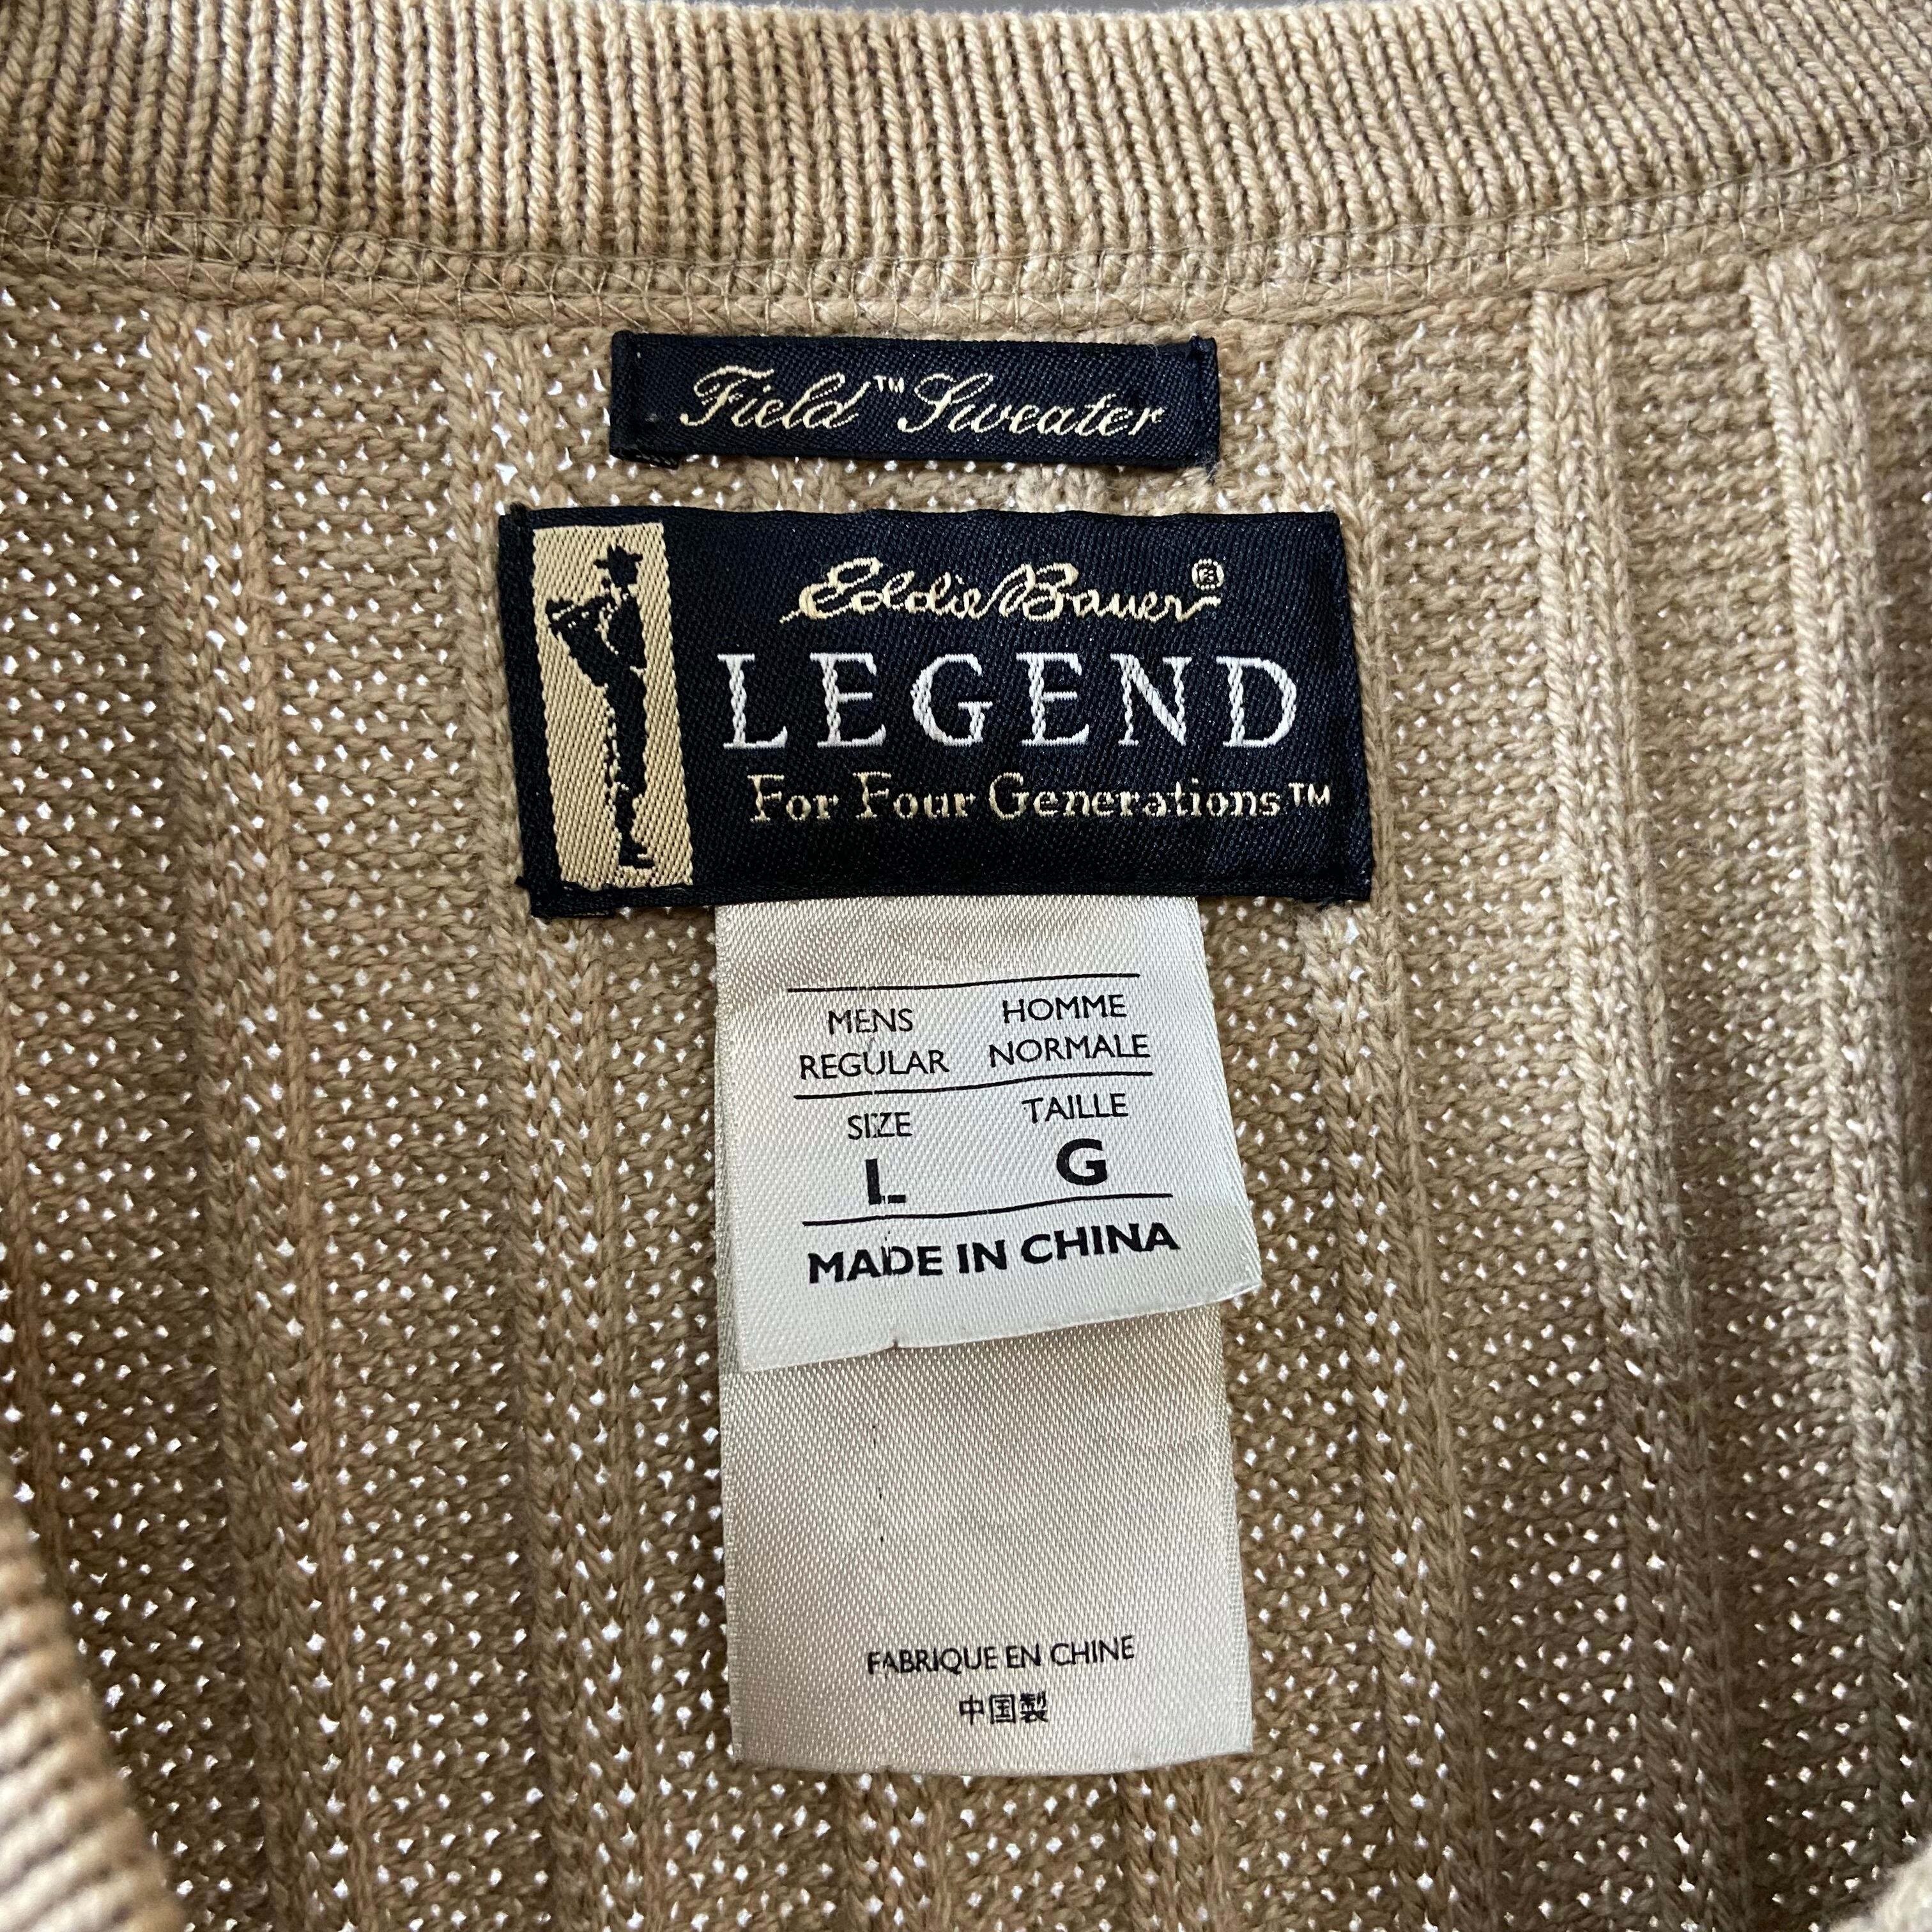 Field™ Sweater
Eddie Bauer®
LEGEND
For Four Generations™
MENS HOMME
REGULAR NORMALE
SIZE TAILLE
L G
MADE IN CHINA
FABRIQUE EN CHINE
中国製